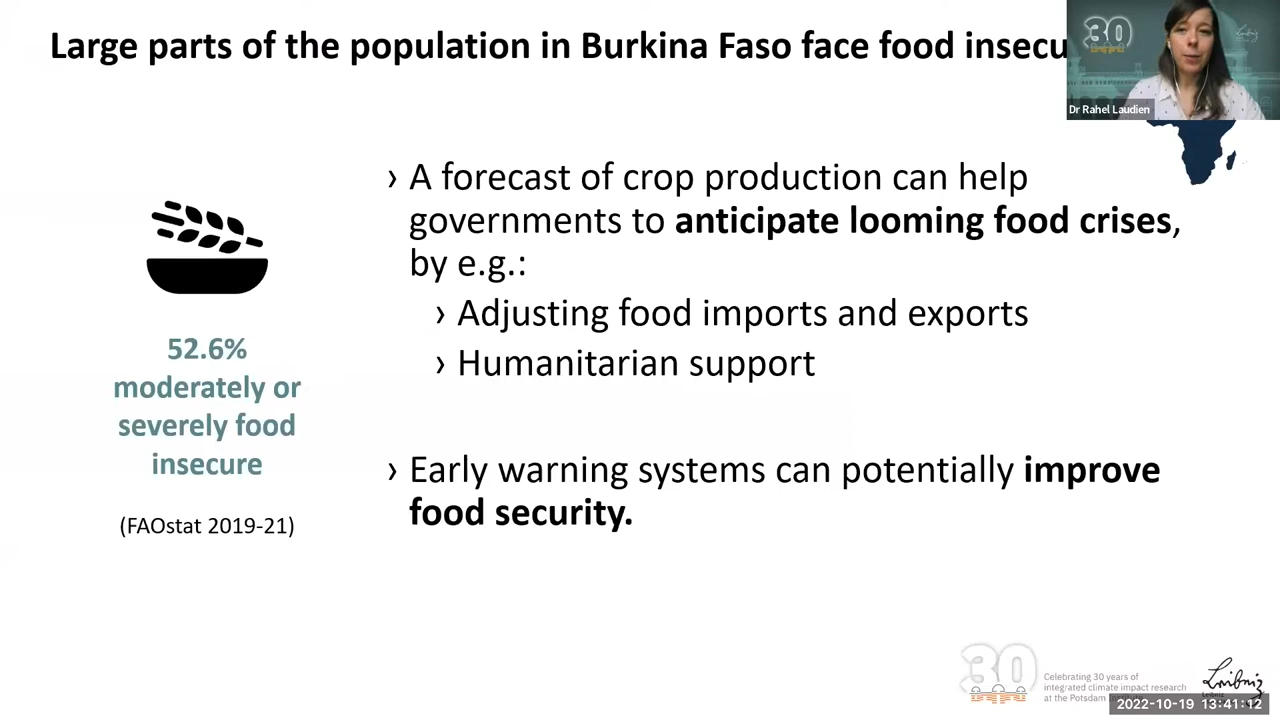 Large parts of the population in Burkina Faso face food insecu
30
Dr Rahel Laudien
› A forecast of crop production can help
governments to anticipate looming food crises,
by e.g.:
› Adjusting food imports and exports
› Humanitarian support
52.6%
moderately or
severely food
insecure
(FAOstat 2019-21)
› Early warning systems can potentially improve
food security.
30
Celebrating 30 years of
integrated climate impact research
at the Potsdam
Leibniz
2022-10-19 13:41:12